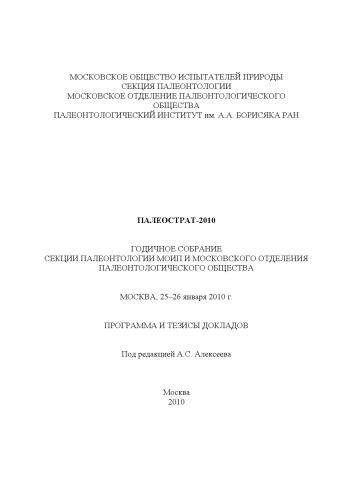 МОСКОВСКОЕ ОБЩЕСТВО ИСПЫТАТЕЛЕЙ ПРИРОДЫ
СЕКЦИЯ ПАЛЕОНТОЛОГИИ
МОСКОВСКОЕ ОТДЕЛЕНИЕ ПАЛЕОНТОЛОГИЧЕСКОГО
ОБЩЕСТВА
ПАЛЕОНТОЛОГИЧЕСКИЙ ИНСТИТУТ им. А.А. БОРИСЯКА РАН
ПАЛЕОСТРАТ-2010
ГОДИЧНОЕ СОБРАНИЕ
СЕКЦИИ ПАЛЕОНТОЛОГИИ МОИП И МОСКОВСКОГО ОТДЕЛЕНИЯ
ПАЛЕОНТОЛОГИЧЕСКОГО ОБЩЕСТВА
МОСКВА, 25–26 января 2010 г.
ПРОГРАММА И ТЕЗИСЫ ДОКЛАДОВ
Под редакцией А.С. Алексеева
Москва
2010